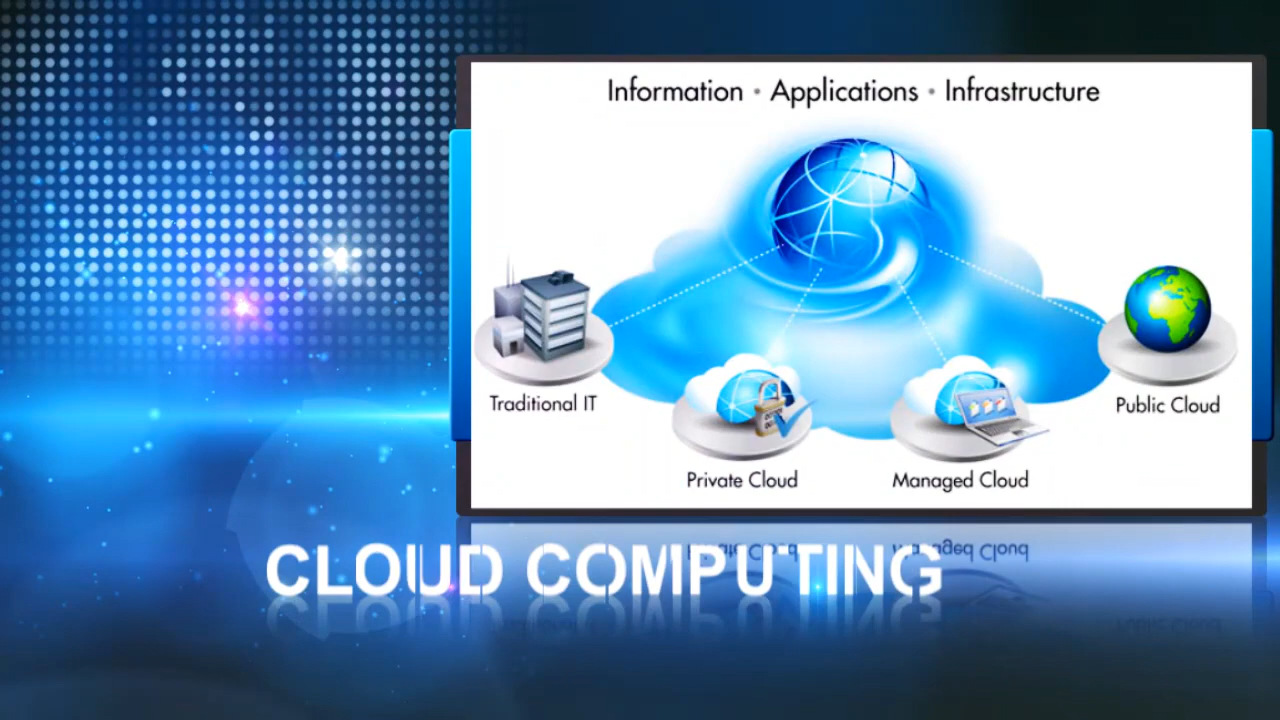 Information • Applications • Infrastructure
Traditional IT
Public Cloud
Private Cloud
Managed Cloud
CLOUD COMPUTING